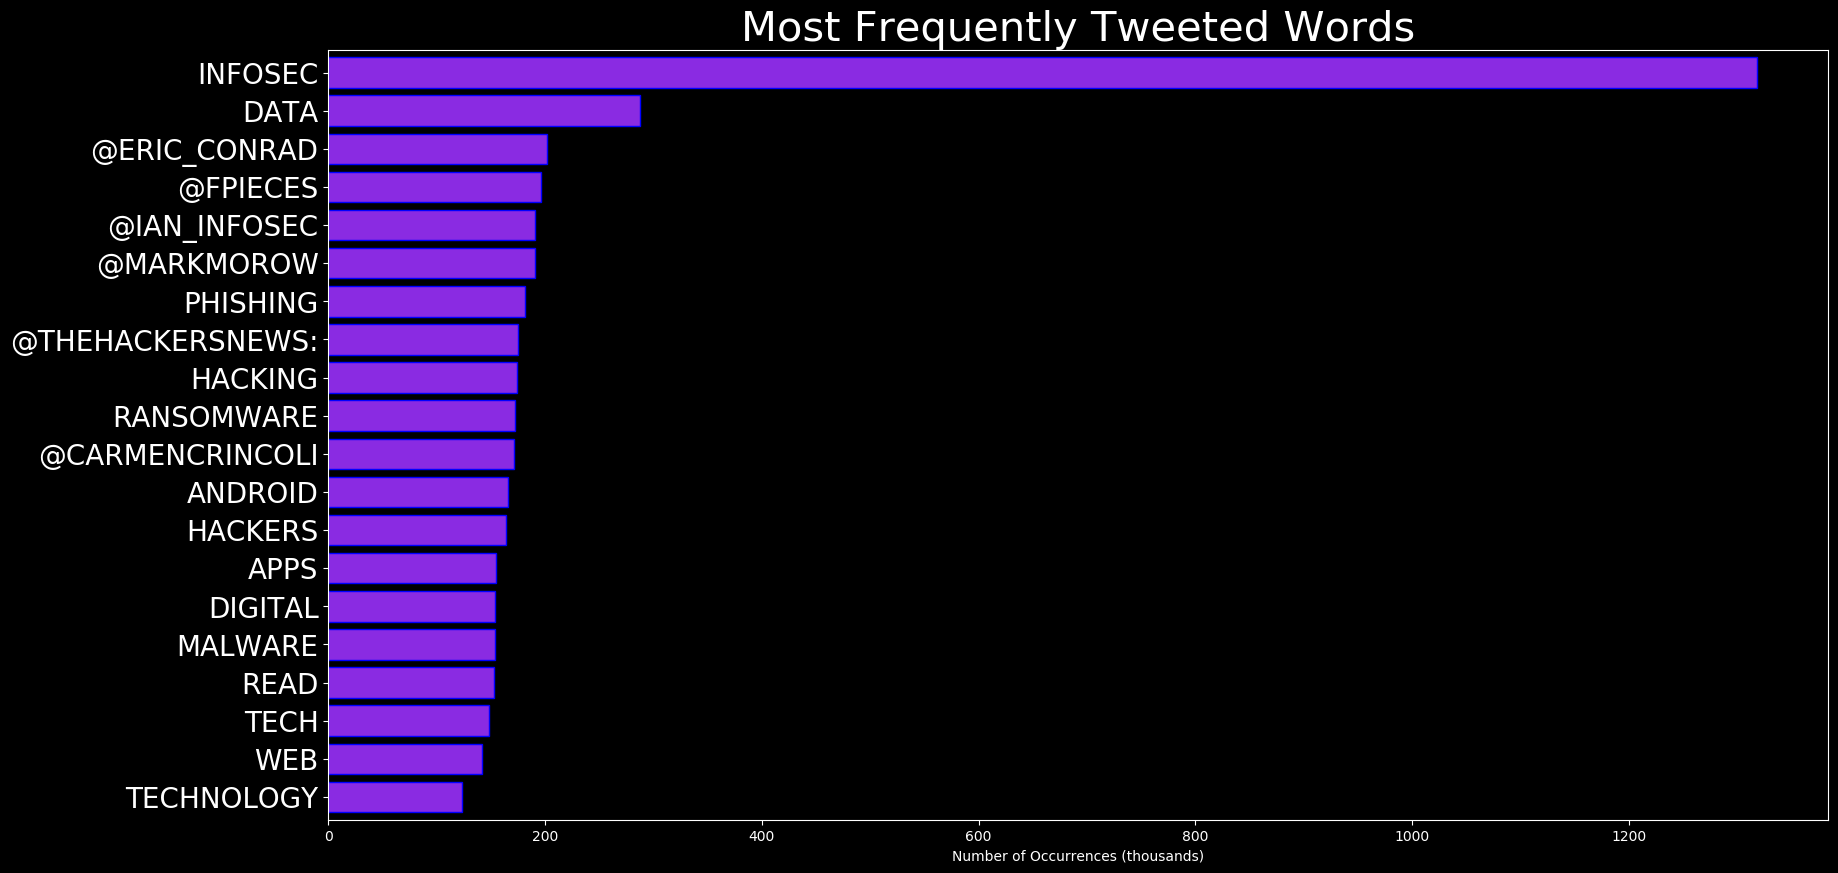 Most Frequently Tweeted Words
INFOSEC
DATA
@ERIC_CONRAD
@FPIECES
@IAN_INFOSEC
@MARKMOROW
PHISHING
@THEHACKERSNEWS:
HACKING
RANSOMWARE
@CARMENCRINCOLI
ANDROID
HACKERS
APPS
DIGITAL
MALWARE
READ
TECH
WEB
TECHNOLOGY
0 200 400 600 800 1000 1200
Number of Occurrences (thousands)